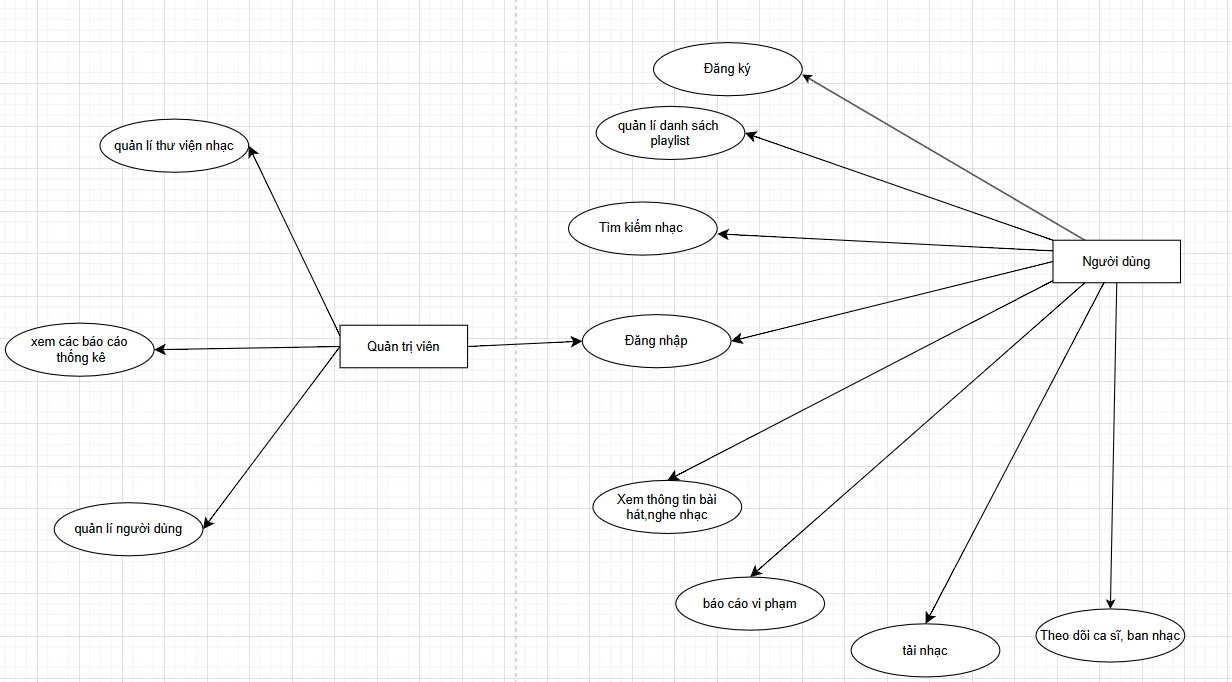 Đăng ký
quản lí danh sách
playlist
quản lí thư viện nhạc
Tìm kiếm nhạc
Người dùng
xem các báo cáo
thống kê
Quản trị viên
Đăng nhập
Xem thông tin bài
hát,nghe nhạc
quản lí người dùng
báo cáo vi phạm
tải nhạc
Theo dõi ca sĩ, ban nhạc